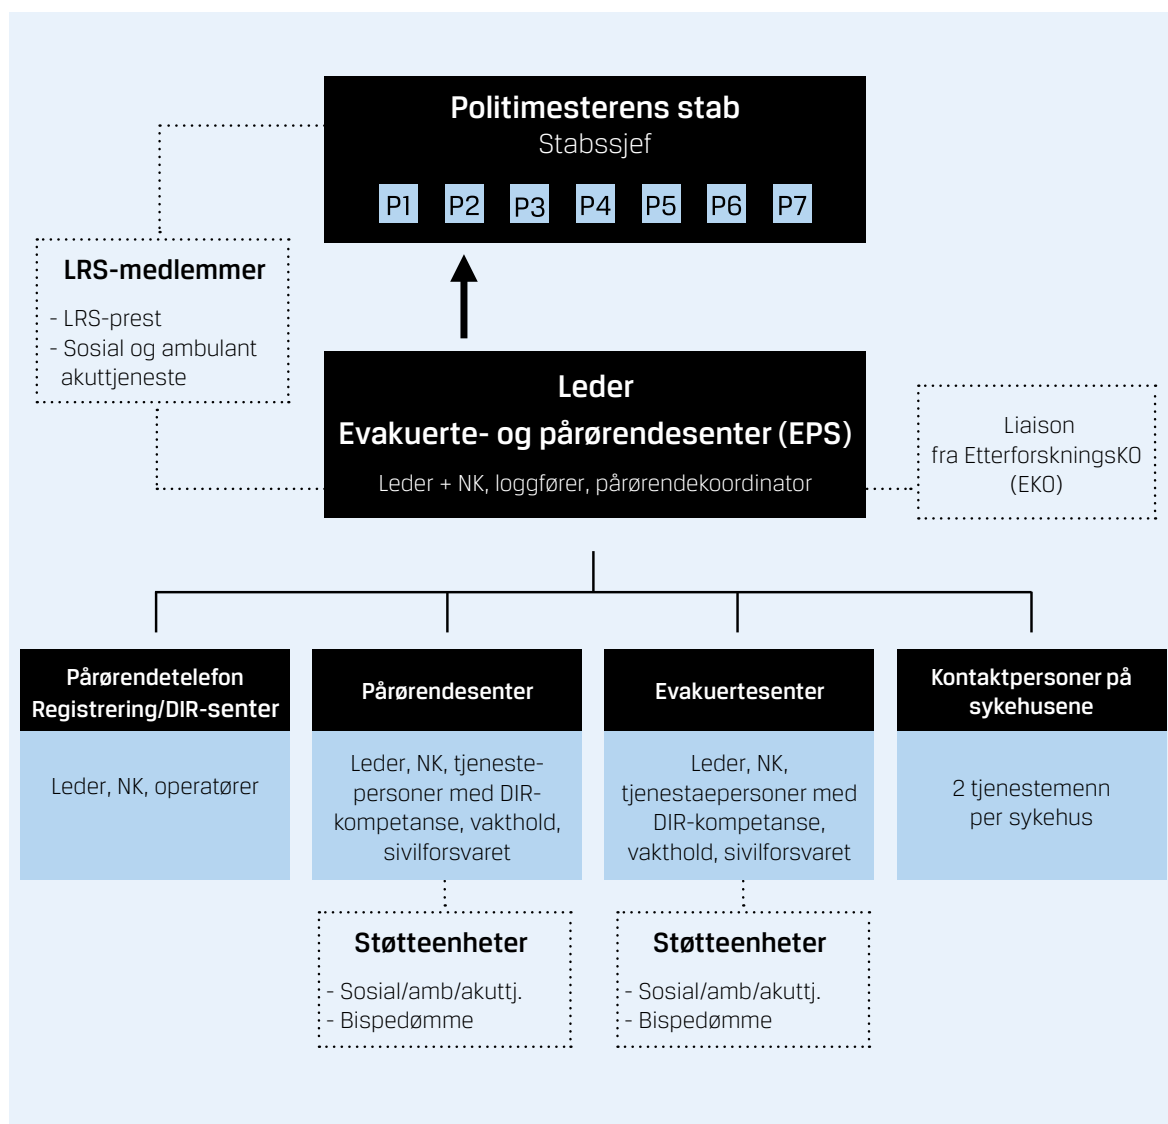 Politimesterens stab
Stabssjef
P1 P2 P3 P4 P5 P6 P7
LRS-medlemmer
- LRS-prest
- Sosial og ambulant
akuttjeneste
Leder
Evakuerte- og pårørendesenter (EPS)
Leder + NK, loggfører, pårørendekoordinator
Liaison
fra EtterforskningsKO
(EKO)
Pårørendetelefon
Registrering/DIR-senter
Leder, NK, operatører
Pårørendesenter
Leder, NK, tjeneste-
personer med DIR-
kompetanse, vakthold,
sivilforsvaret
Evakuertesenter
Leder, NK,
tjenestaepersoner med
DIR-kompetanse,
vakthold, sivilforsvaret
Kontaktpersoner på
sykehusene
2 tjenestemenn
per sykehus
Støtteenheter
- Sosial/amb/akuttj.
- Bispedømme
Støtteenheter
- Sosial/amb/akuttj.
- Bispedømme